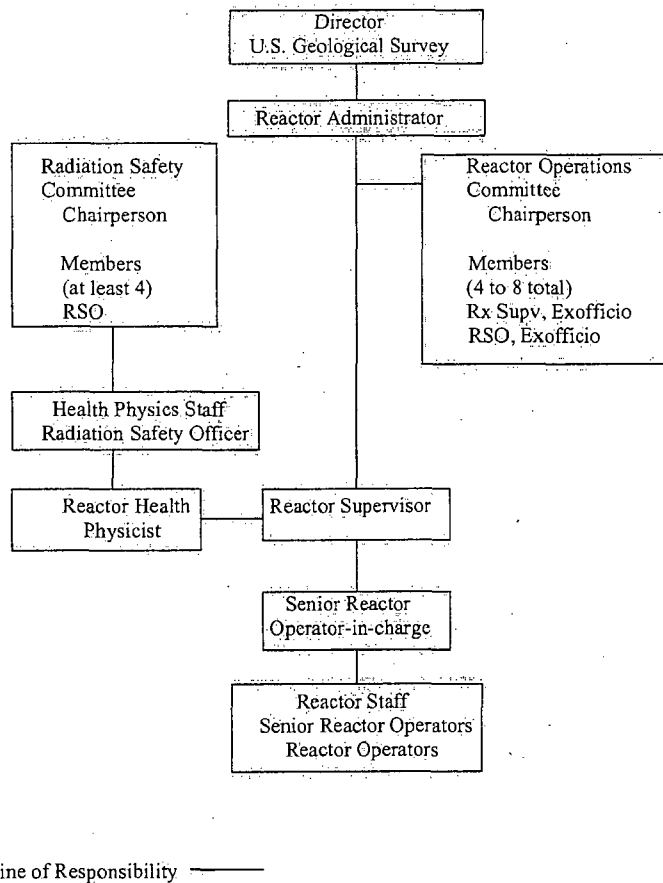 Director
U.S. Geological Survey
Reactor Administrator
Radiation Safety
Committee
Chairperson
Members
(at least 4)
RSO
Reactor Operations
Committee
Chairperson
Members
(4 to 8 total)
Rx Supv, Exofficio
RSO, Exofficio
Health Physics Staff
Radiation Safety Officer
Reactor Health
Physicist
Reactor Supervisor
Senior Reactor
Operator-in-charge
Reactor Staff
Senior Reactor Operators
Reactor Operators
ine of Responsibility